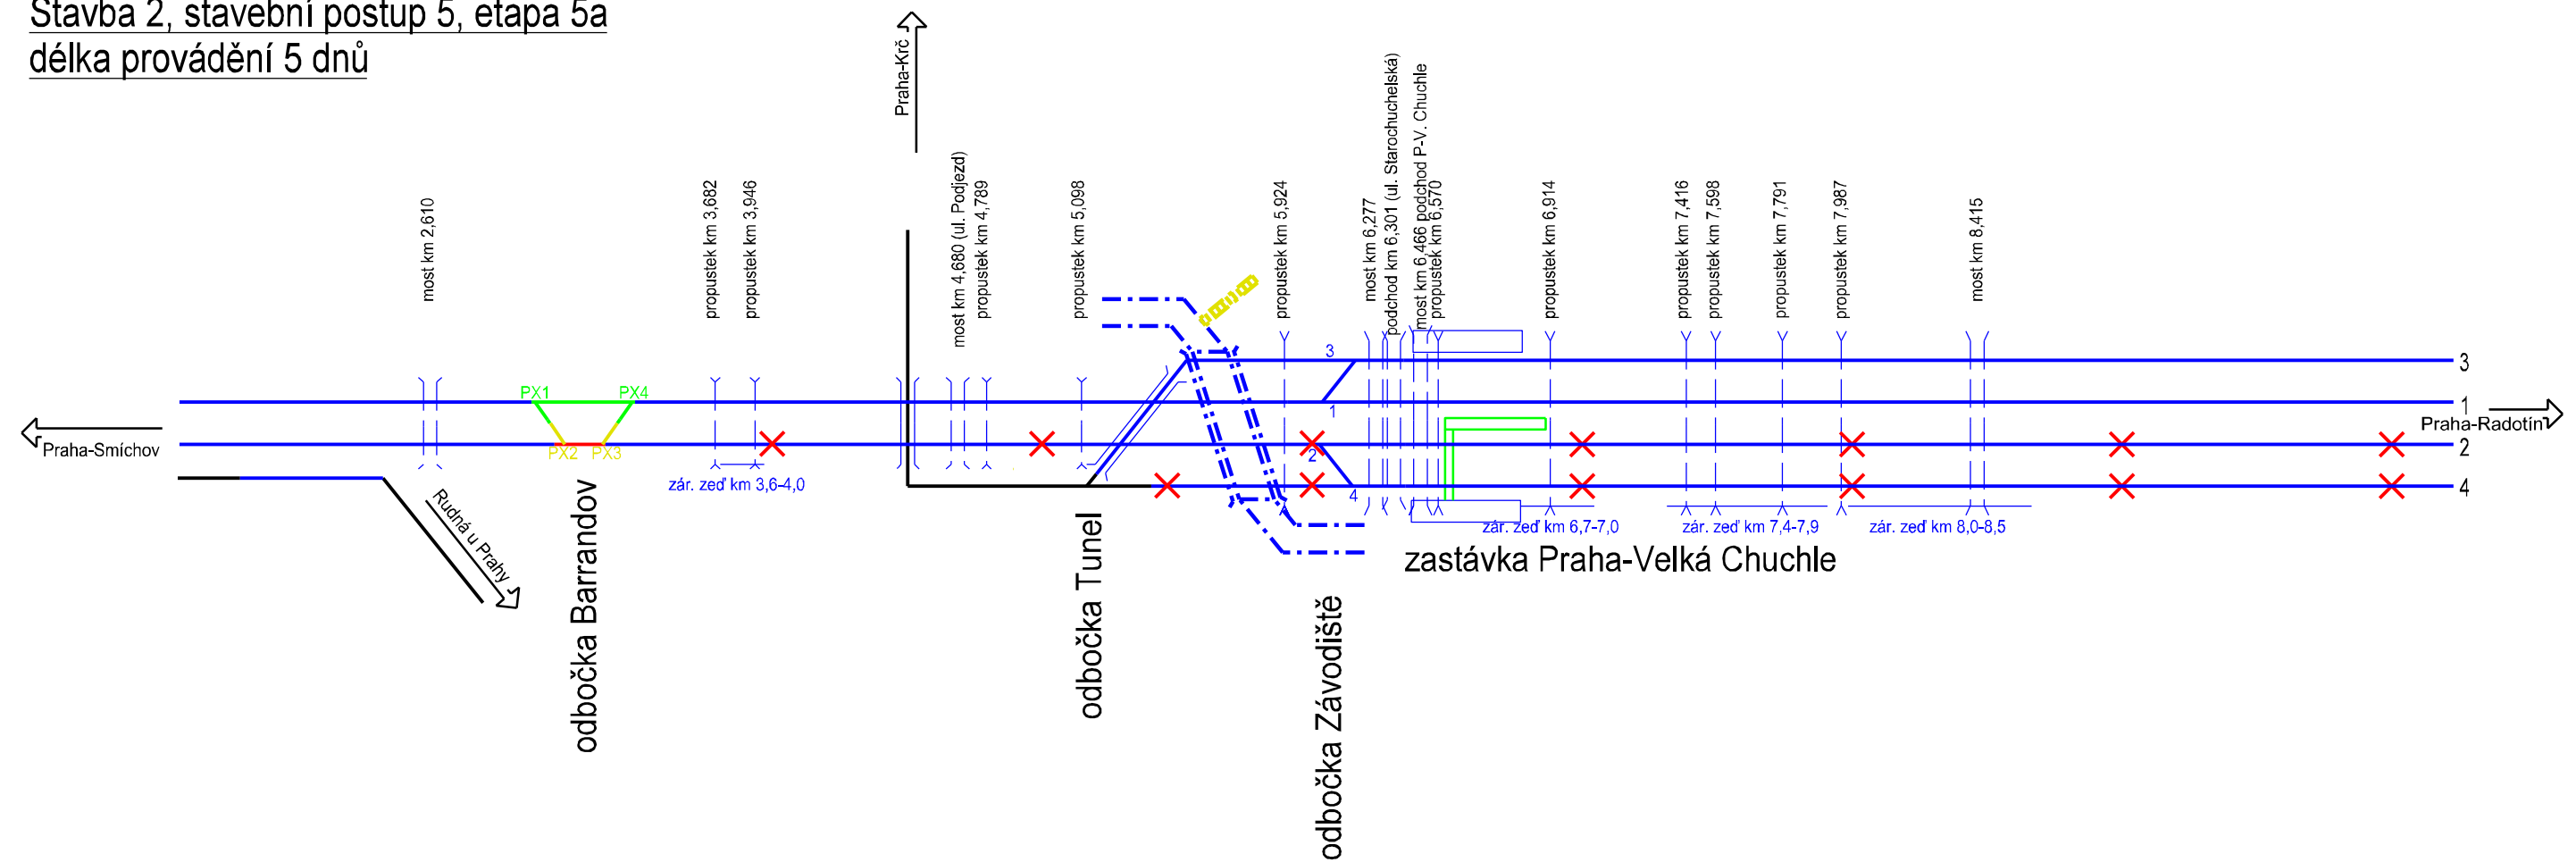 Stavba 2, stavební postup 5, etapa 5a
délka provádění 5 dnů
Praha-Krč
most km 2,610
propustek km 3,682
propustek km 3,946
most km 4,680 (ul. Podjezd)
propustek km 4,789
propustek km 5,098
propustek km 5,924
most km 6,277
podchod km 6,301 (ul. Starochuchelská)
most km 6,466 podchod P-V. Chuchle
propustek km 6,570
propustek km 6,914
propustek km 7,416
propustek km 7,598
propustek km 7,791
propustek km 7,987
most km 8,415
3
3
PX1
PX4
1
1
Praha-Smíchov
Praha-Radotín
PX2
PX3
2
2
4
4
zár. zeď km 3,6-4,0
Rudná u Prahy
zár. zeď km 6,7-7,0
zár. zeď km 7,4-7,9
zár. zeď km 8,0-8,5
zastávka Praha-Velká Chuchle
odbočka Barrandov
odbočka Tunel
odbočka Závodiště